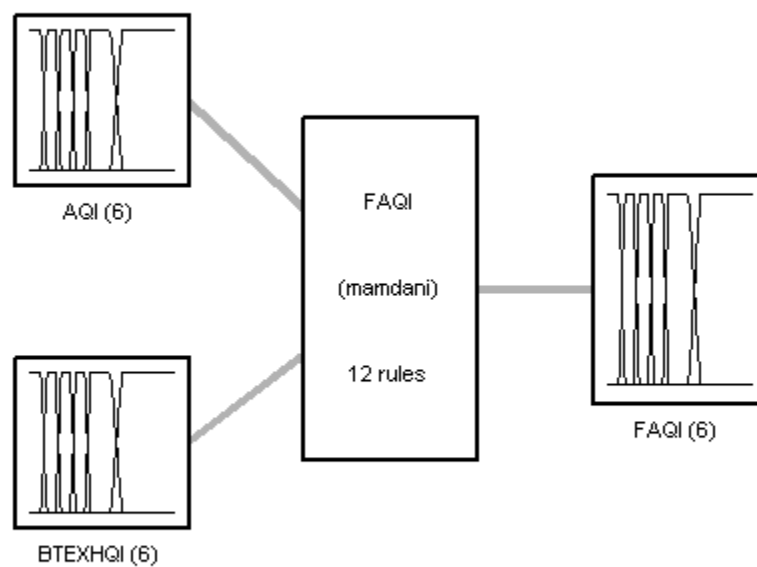 AQI (6)
FAQI
(mamdani)
12 rules
BTEXHQI (6)
FAQI (6)